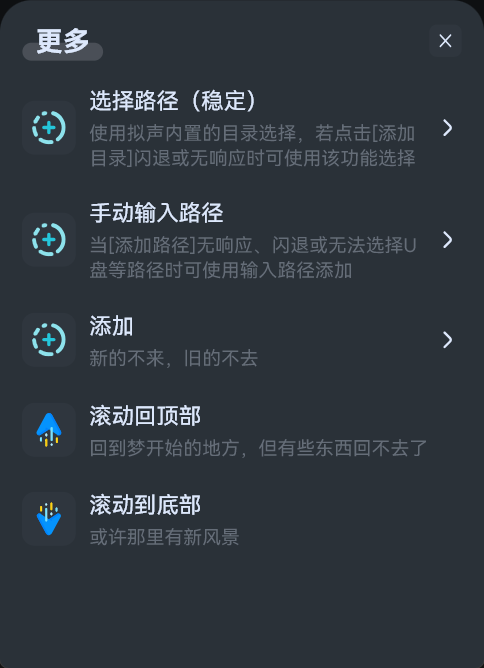 更多
选择路径（稳定）
使用拟声内置的目录选择，若点击[添加
目录]闪退或无响应时可使用该功能选择
手动输入路径
当[添加路径]无响应、闪退或无法选择U
盘等路径时可使用输入路径添加
添加
新的不来，旧的不去
滚动回顶部
回到梦开始的地方，但有些东西回不去了
滚动到底部
或许那里有新风景